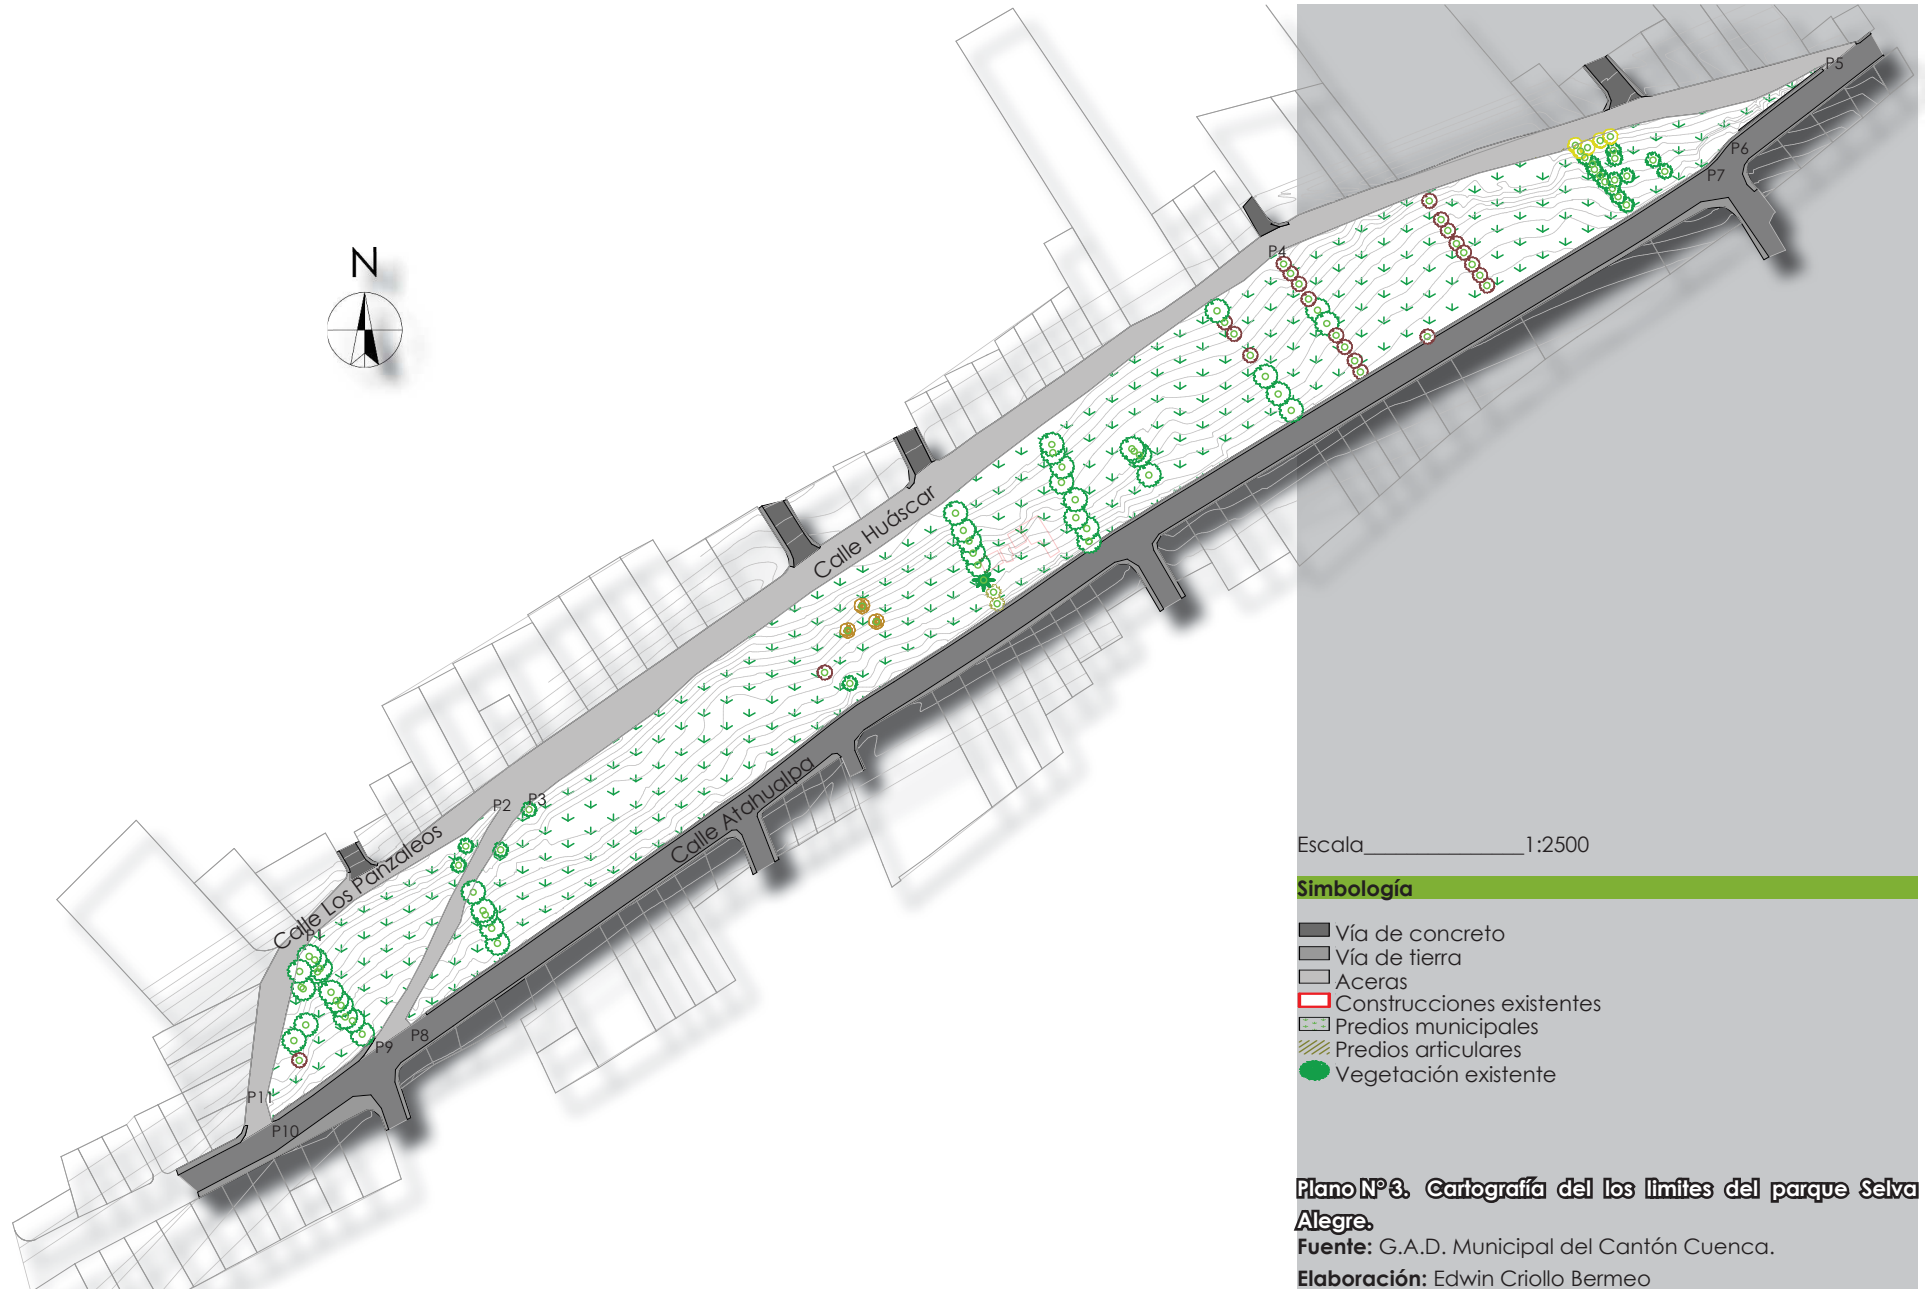 N
P5
P6
P7
P4
Calle Huáscar
Calle Atahualpa
P2
P3
Calle Los Panzaleos
P1
P8
P9
P11
P10
Escala______________1:2500
Simbología
Vía de concreto
Vía de tierra
Aceras
Construcciones existentes
Predios municipales
Predios articulares
Vegetación existente
Plano N° 3. Cartografía del los limites del parque Selva
Alegre.
Fuente: G.A.D. Municipal del Cantón Cuenca.
Elaboración: Edwin Criollo Bermeo